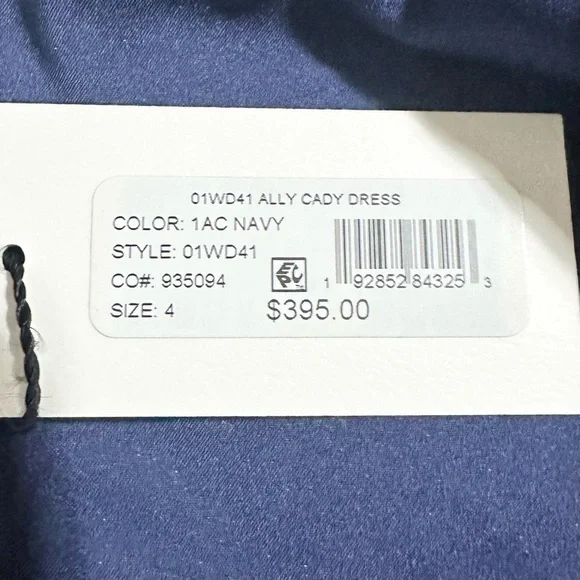 01WD41 ALLY CADY DRESS
COLOR: 1AC NAVY
STYLE: 01WD41
CO#: 935094
EPC
1 92852 84325 3
SIZE: 4
$395.00